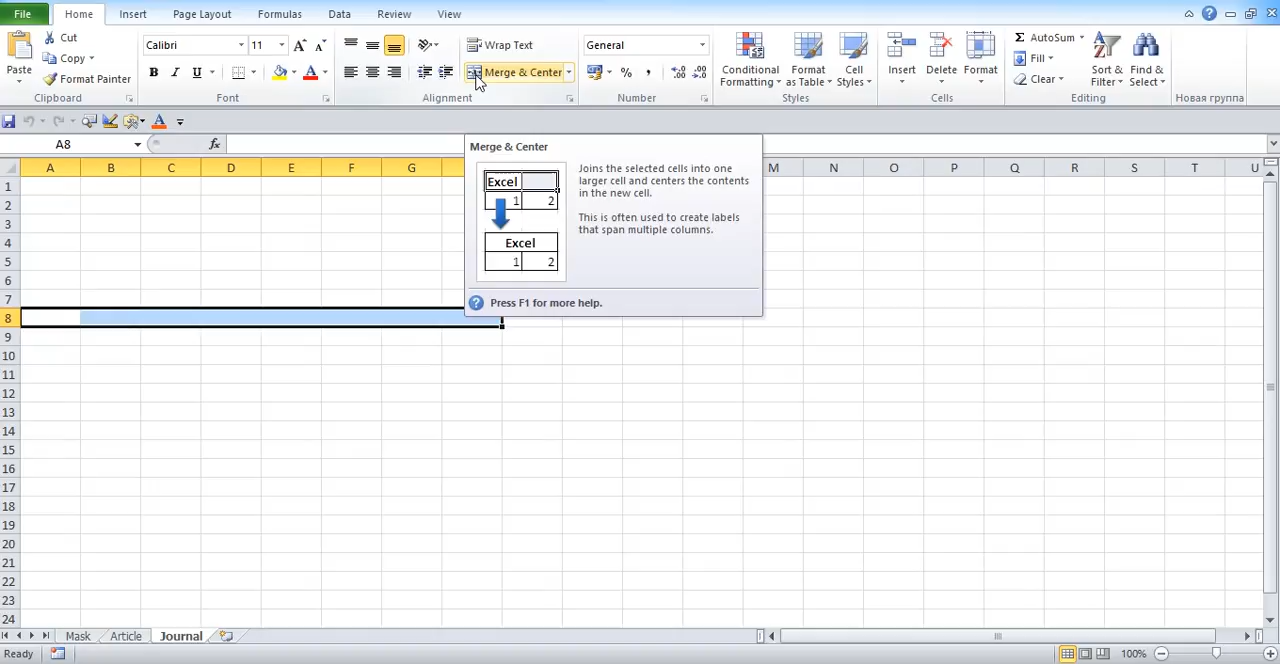 File Home Insert Page Layout Formulas Data Review View
Paste
Cut
Copy
Format Painter
Clipboard
Calibri 11 A A
B I U A
Font
Wrap Text
Merge & Center
Alignment
General
% , .0 .00 .00 .0
Number
Conditional Formatting
Format as Table
Cell Styles
Styles
Insert Delete Format
Cells
Σ AutoSum
Fill
Clear
Sort & Filter
Find & Select
Editing
Новая группа
A8 fx
A B C D E F G M N O P Q R S T U
Merge & Center
Excel
1 2
Excel
1 2
Joins the selected cells into one
larger cell and centers the contents
in the new cell.
This is often used to create labels
that span multiple columns.
Press F1 for more help.
1
2
3
4
5
6
7
8
9
10
11
12
13
14
15
16
17
18
19
20
21
22
23
24
Mask Article Journal
Ready 100%